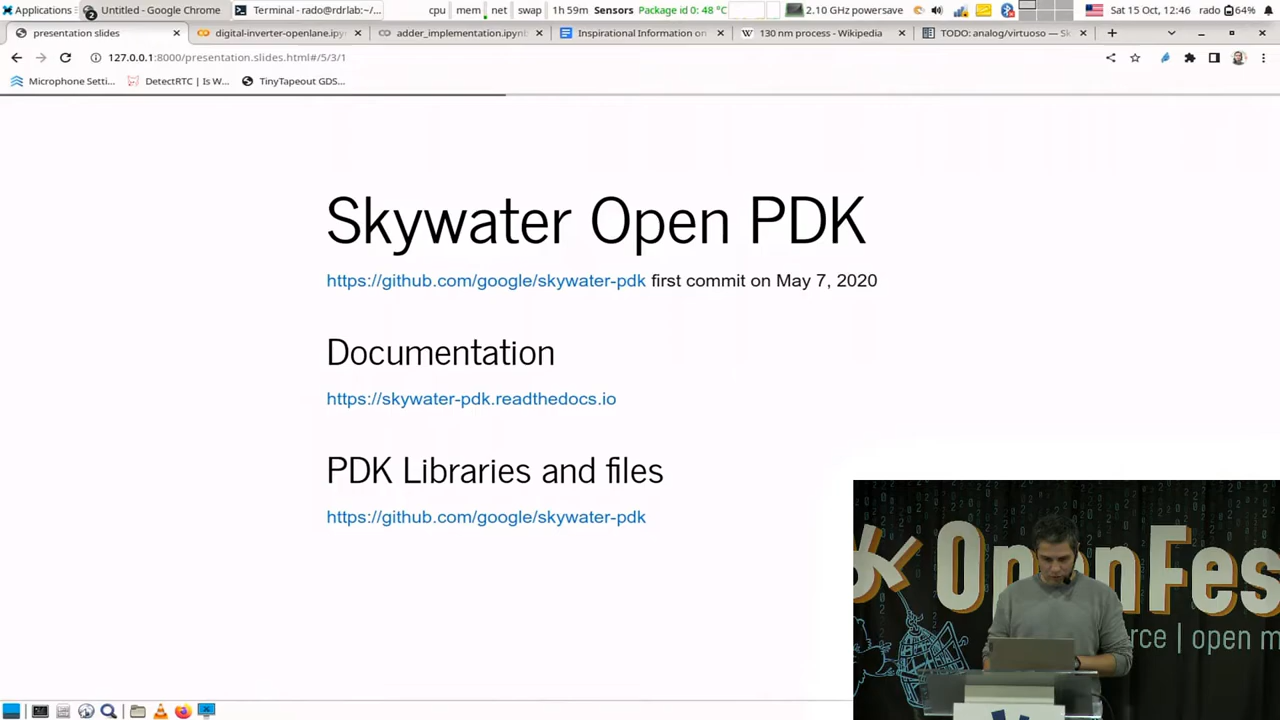 Applications
Untitled - Google Chrome
Terminal - rado@rdrlab:~/...
cpu
mem
net
swap
1h 59m
Sensors
Package id 0: 48 °C
2.10 GHz powersave
Sat 15 Oct, 12:46
rado
64%
presentation slides
digital-inverter-openlane.ipy
adder_implementation.ipynb
Inspirational Information on
130 nm process - Wikipedia
TODO: analog/virtuoso — Sk
127.0.0.1:8000/presentation.slides.html#/5/3/1
Microphone Setti...
DetectRTC | Is W...
TinyTapeout GDS...
Skywater Open PDK
https://github.com/google/skywater-pdk first commit on May 7, 2020
Documentation
https://skywater-pdk.readthedocs.io
PDK Libraries and files
https://github.com/google/skywater-pdk
OpenFes
rce | open m